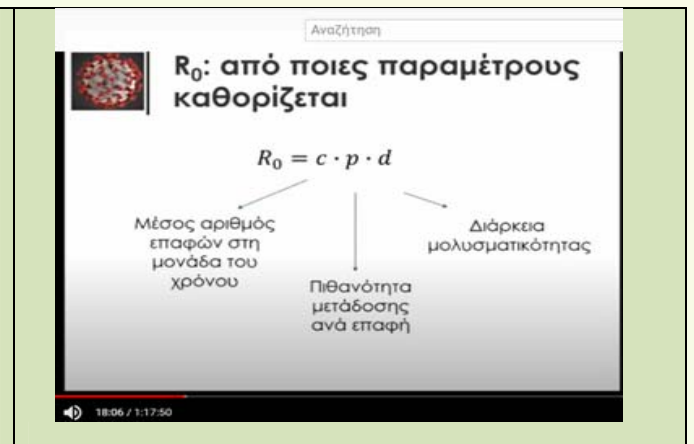 Αναζήτηση
R₀: από ποιες παραμέτρους
καθορίζεται
R₀ = c · p · d
Μέσος αριθμός
επαφών στη
μονάδα του
χρόνου
Πιθανότητα
μετάδοσης
ανά επαφή
Διάρκεια
μολυσματικότητας
18:06 / 1:17:50